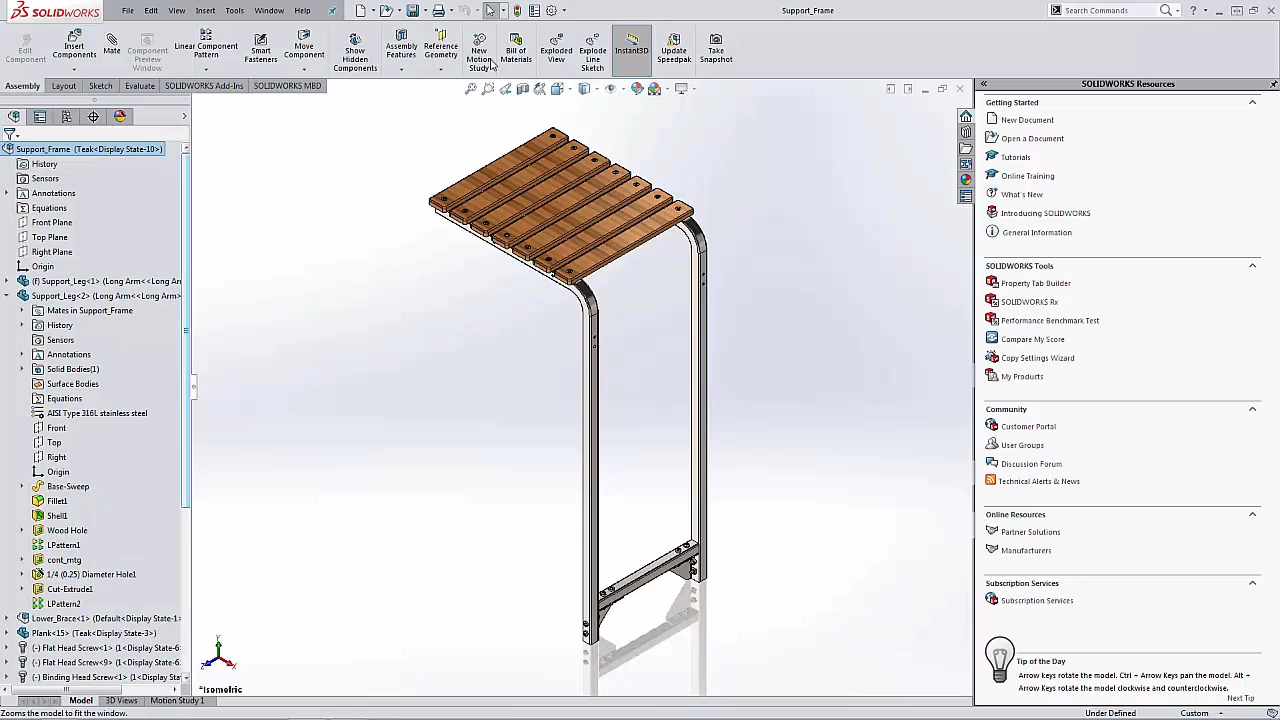 SOLIDWORKS
File Edit View Insert Tools Window Help
Support_Frame
Search Commands
Edit Component
Insert Components
Mate
Component Preview Window
Linear Component Pattern
Smart Fasteners
Move Component
Show Hidden Components
Assembly Features
Reference Geometry
New Motion Study
Bill of Materials
Exploded View
Explode Line Sketch
Instant3D
Update Speedpak
Take Snapshot
Assembly Layout Sketch Evaluate SOLIDWORKS Add-Ins SOLIDWORKS MBD
Support_Frame (Teak<Display State-10>)
History
Sensors
Annotations
Equations
Front Plane
Top Plane
Right Plane
Origin
(f) Support_Leg<1> (Long Arm<<Long Arn
Support_Leg<2> (Long Arm<<Long Arm>
Mates in Support_Frame
History
Sensors
Annotations
Solid Bodies(1)
Surface Bodies
Equations
AISI Type 316L stainless steel
Front
Top
Right
Origin
Base-Sweep
Fillet1
Shell1
Wood Hole
LPattern1
cont_mtg
1/4 (0.25) Diameter Hole1
Cut-Extrude1
LPattern2
Lower_Brace<1> (Default<Display State-1>
Plank<15> (Teak<Display State-3>)
(-) Flat Head Screw<1> (1<Display State-6
(-) Flat Head Screw<9> (1<Display State-6
(-) Binding Head Screw<1> (1<Display Sta
Y
X
Z
*Isometric
Model 3D Views Motion Study 1
Zooms the model to fit the window.
Under Defined Custom
SOLIDWORKS Resources
Getting Started
New Document
Open a Document
Tutorials
Online Training
What's New
Introducing SOLIDWORKS
General Information
SOLIDWORKS Tools
Property Tab Builder
SOLIDWORKS Rx
Performance Benchmark Test
Compare My Score
Copy Settings Wizard
My Products
Community
Customer Portal
User Groups
Discussion Forum
Technical Alerts & News
Online Resources
Partner Solutions
Manufacturers
Subscription Services
Subscription Services
Tip of the Day
Arrow keys rotate the model. Ctrl + Arrow keys pan the model. Alt +
Arrow Keys rotate the model clockwise and counterclockwise.
Next Tip